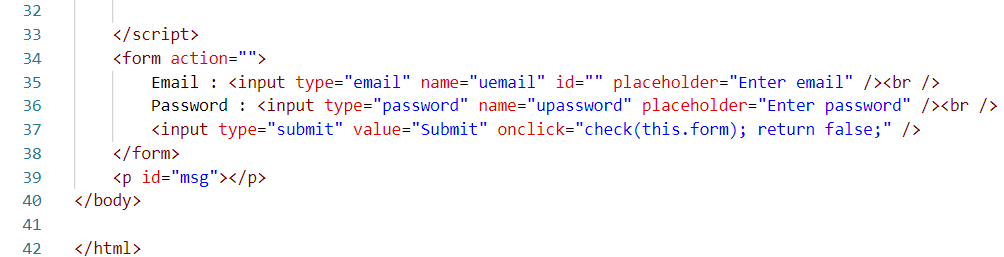 32
33 </script>
34 <form action="">
35 Email : <input type="email" name="uemail" id="" placeholder="Enter email" /><br />
36 Password : <input type="password" name="upassword" placeholder="Enter password" /><br />
37 <input type="submit" value="Submit" onclick="check(this.form); return false;" />
38 </form>
39 <p id="msg"></p>
40 </body>
41
42 </html>